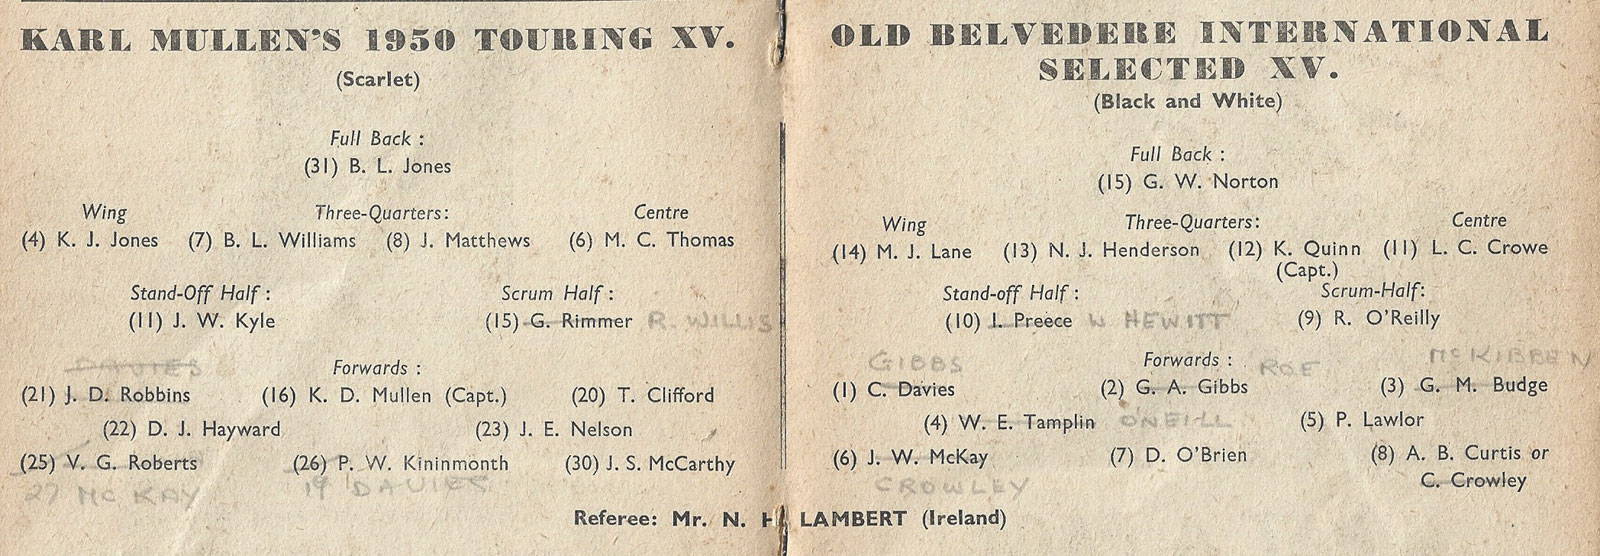 KARL MULLEN'S 1950 TOURING XV.
(Scarlet)
Full Back :
(31) B. L. Jones
Wing Three-Quarters: Centre
(4) K. J. Jones (7) B. L. Williams (8) J. Matthews (6) M. C. Thomas
Stand-Off Half : Scrum Half :
(11) J. W. Kyle (15) G. Rimmer R. WILLIS
DAVIES Forwards :
(21) J. D. Robbins (16) K. D. Mullen (Capt.) (20) T. Clifford
(22) D. J. Hayward (23) J. E. Nelson
(25) V. G. Roberts (26) P. W. Kininmonth (30) J. S. McCarthy
27 MC KAY 19 DAVIES
OLD BELVEDERE INTERNATIONAL
SELECTED XV.
(Black and White)
Full Back :
(15) G. W. Norton
Wing Three-Quarters: Centre
(14) M. J. Lane (13) N. J. Henderson (12) K. Quinn (11) L. C. Crowe
(Capt.)
Stand-off Half : Scrum-Half:
(10) I. Preece W HEWITT (9) R. O'Reilly
GIBBS Forwards : ROE MCKIBBEN
(1) C. Davies (2) G. A. Gibbs (3) G. M. Budge
(4) W. E. Tamplin O'NEILL (5) P. Lawlor
(6) J. W. McKay (7) D. O'Brien (8) A. B. Curtis or
CROWLEY C. Crowley
Referee: Mr. N. H. LAMBERT (Ireland)